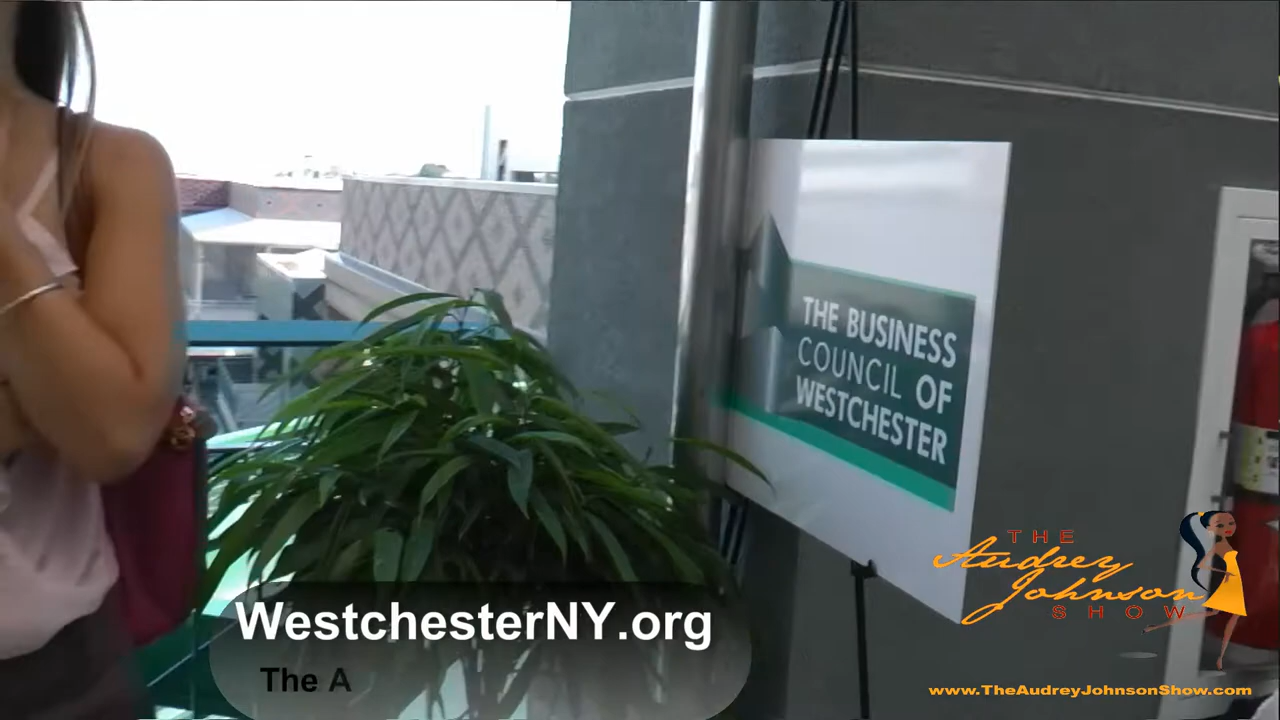 THE BUSINESS
COUNCIL OF
WESTCHESTER
WestchesterNY.org
The A
THE
Audrey
Johnson
SHOW
www.TheAudreyJohnsonShow.com